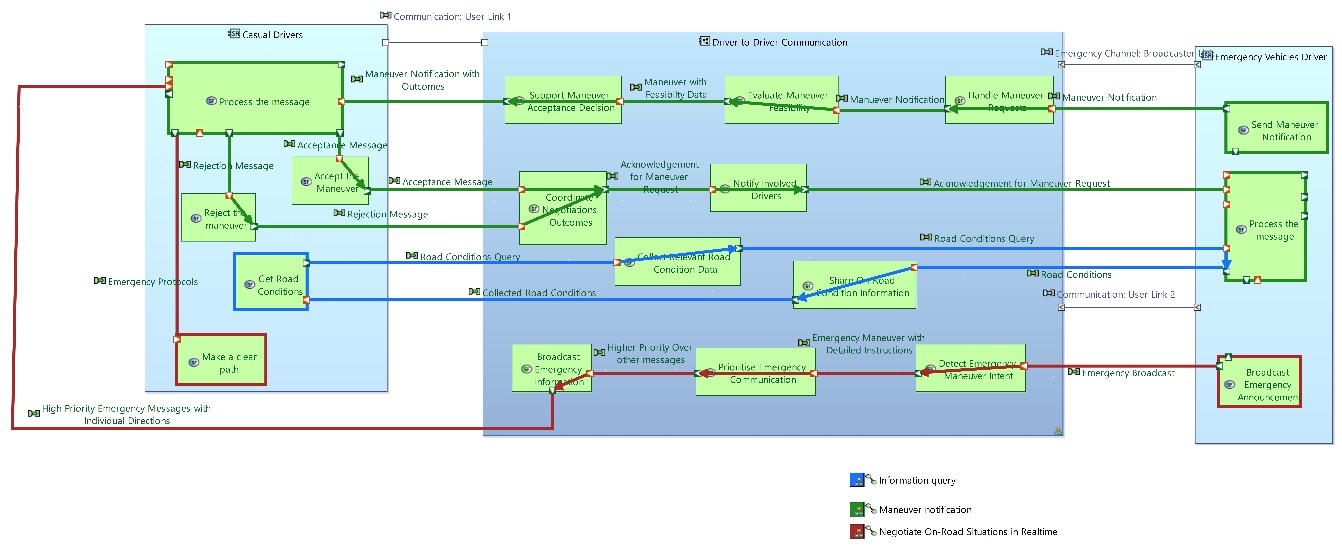 Communication: User Link 1
Casual Drivers
Driver to Driver Communication
Emergency Channel: Broadcaster
Emergency Vehicles Driver
Process the message
Maneuver Notification with
Outcomes
Support Maneuver
Acceptance Decision
Maneuver with
Feasibility Data
Evaluate Maneuver
Feasibility
Manuever Notification
Handle Maneuver
Requests
Maneuver Notification
Send Maneuver
Notification
Acceptance Message
Rejection Message
Accept the
Maneuver
Acceptance Message
Reject the
maneuver
Rejection Message
Coordinate
Negotiations
Outcomes
Acknowledgement
for Maneuver
Request
Notify Involved
Drivers
Acknowledgement for Maneuver Request
Process the
message
Road Conditions Query
Collect Relevant Road
Condition Data
Road Conditions Query
Get Road
Conditions
Collected Road Conditions
Share On-Road
Condition Information
Road Conditions
Communication: User Link 2
Emergency Protocols
Make a clear
path
Broadcast
Emergency
Information
Higher Priority Over
other messages
Prioritise Emergency
Communication
Emergency Maneuver with
Detailed Instructions
Detect Emergency
Maneuver Intent
Emergency Broadcast
Broadcast
Emergency
Announcemen
High Priority Emergency Messages with
Individual Directions
Information query
Maneuver notification
Negotiate On-Road Situations in Realtime